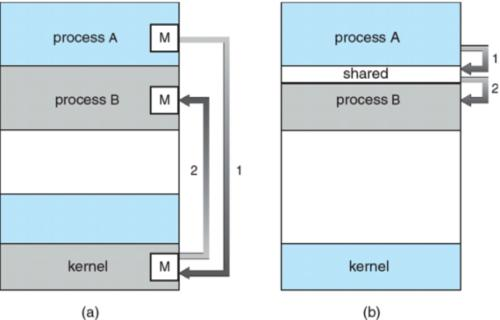 process A M
process B M
2 1
kernel M
(a)
process A
1
shared
2
process B
kernel
(b)